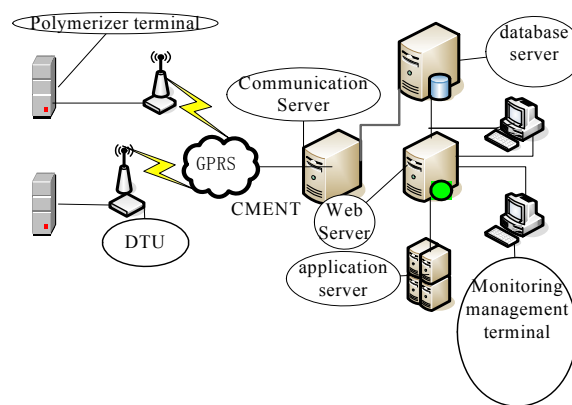 Polymerizer terminal
database
server
Communication
Server
GPRS
CMENT
Web
Server
DTU
application
server
Monitoring
management
terminal